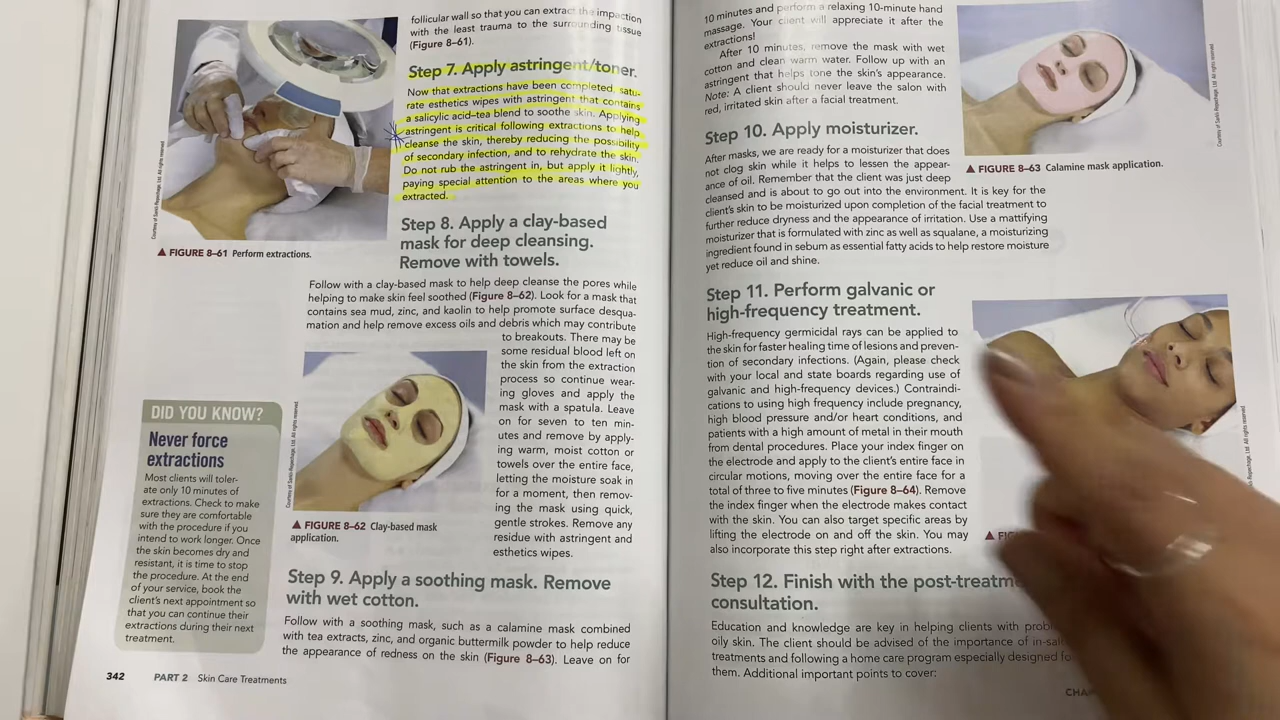 follicular wall so that you can extract the impaction
with the least trauma to the surrounding tissue
(Figure 8–61).
Step 7. Apply astringent/toner.
Now that extractions have been completed, satu-
rate esthetics wipes with astringent that contains
a salicylic acid–tea blend to soothe skin. Applying
astringent is critical following extractions to help
cleanse the skin, thereby reducing the possibility
of secondary infection, and to rehydrate the skin.
Do not rub the astringent in, but apply it lightly,
paying special attention to the areas where you
extracted.
Courtesy of Sarkli-Repechage, Ltd. All rights reserved.
▲ FIGURE 8–61 Perform extractions.
Step 8. Apply a clay-based
mask for deep cleansing.
Remove with towels.
Follow with a clay-based mask to help deep cleanse the pores while
helping to make skin feel soothed (Figure 8–62). Look for a mask that
contains sea mud, zinc, and kaolin to help promote surface desqua-
mation and help remove excess oils and debris which may contribute
to breakouts. There may be
some residual blood left on
the skin from the extraction
process so continue wear-
ing gloves and apply the
mask with a spatula. Leave
on for seven to ten min-
utes and remove by apply-
ing warm, moist cotton or
towels over the entire face,
letting the moisture soak in
for a moment, then remov-
ing the mask using quick,
gentle strokes. Remove any
residue with astringent and
esthetics wipes.
Courtesy of Sarkli-Repechage, Ltd. All rights reserved.
▲ FIGURE 8–62 Clay-based mask
application.
DID YOU KNOW?
Never force
extractions
Most clients will toler-
ate only 10 minutes of
extractions. Check to make
sure they are comfortable
with the procedure if you
intend to work longer. Once
the skin becomes dry and
resistant, it is time to stop
the procedure. At the end
of your service, book the
client's next appointment so
that you can continue their
extractions during their next
treatment.
Step 9. Apply a soothing mask. Remove
with wet cotton.
Follow with a soothing mask, such as a calamine mask combined
with tea extracts, zinc, and organic buttermilk powder to help reduce
the appearance of redness on the skin (Figure 8–63). Leave on for
342 PART 2 Skin Care Treatments
10 minutes and perform a relaxing 10-minute hand
massage. Your client will appreciate it after the
extractions!
After 10 minutes, remove the mask with wet
cotton and clean warm water. Follow up with an
astringent that helps tone the skin's appearance.
Note: A client should never leave the salon with
red, irritated skin after a facial treatment.
Courtesy of Sarkli-Repechage, Ltd. All rights reserved.
▲ FIGURE 8–63 Calamine mask application.
Step 10. Apply moisturizer.
After masks, we are ready for a moisturizer that does
not clog skin while it helps to lessen the appear-
ance of oil. Remember that the client was just deep
cleansed and is about to go out into the environment. It is key for the
client's skin to be moisturized upon completion of the facial treatment to
further reduce dryness and the appearance of irritation. Use a mattifying
moisturizer that is formulated with zinc as well as squalane, a moisturizing
ingredient found in sebum as essential fatty acids to help restore moisture
yet reduce oil and shine.
Step 11. Perform galvanic or
high-frequency treatment.
High-frequency germicidal rays can be applied to
the skin for faster healing time of lesions and preven-
tion of secondary infections. (Again, please check
with your local and state boards regarding use of
galvanic and high-frequency devices.) Contraindi-
cations to using high frequency include pregnancy,
high blood pressure and/or heart conditions, and
patients with a high amount of metal in their mouth
from dental procedures. Place your index finger on
the electrode and apply to the client's entire face in
circular motions, moving over the entire face for a
total of three to five minutes (Figure 8–64). Remove
the index finger when the electrode makes contact
with the skin. You can also target specific areas by
lifting the electrode on and off the skin. You may
also incorporate this step right after extractions.
Step 12. Finish with the post-treatm
consultation.
Education and knowledge are key in helping clients with
oily skin. The client should be advised of the importance of
treatments and following a home care program especially designed
them. Additional important points to cover: